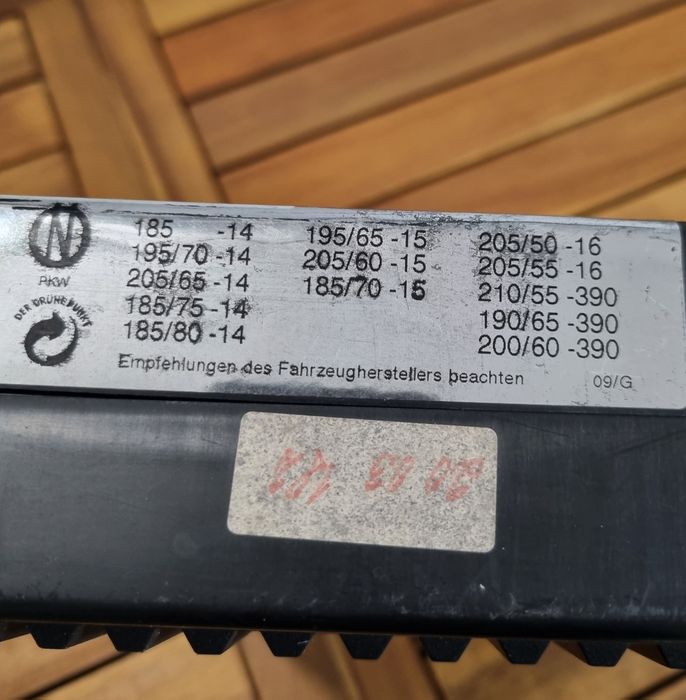 N
PKW
DER GRÜNE PUNKT
185 -14
195/70 -14
205/65 -14
185/75 -14
185/80 -14
195/65 -15
205/60 -15
185/70 -15
205/50 -16
205/55 -16
210/55 -390
190/65 -390
200/60 -390
Empfehlungen des Fahrzeugherstellers beachten
09/G